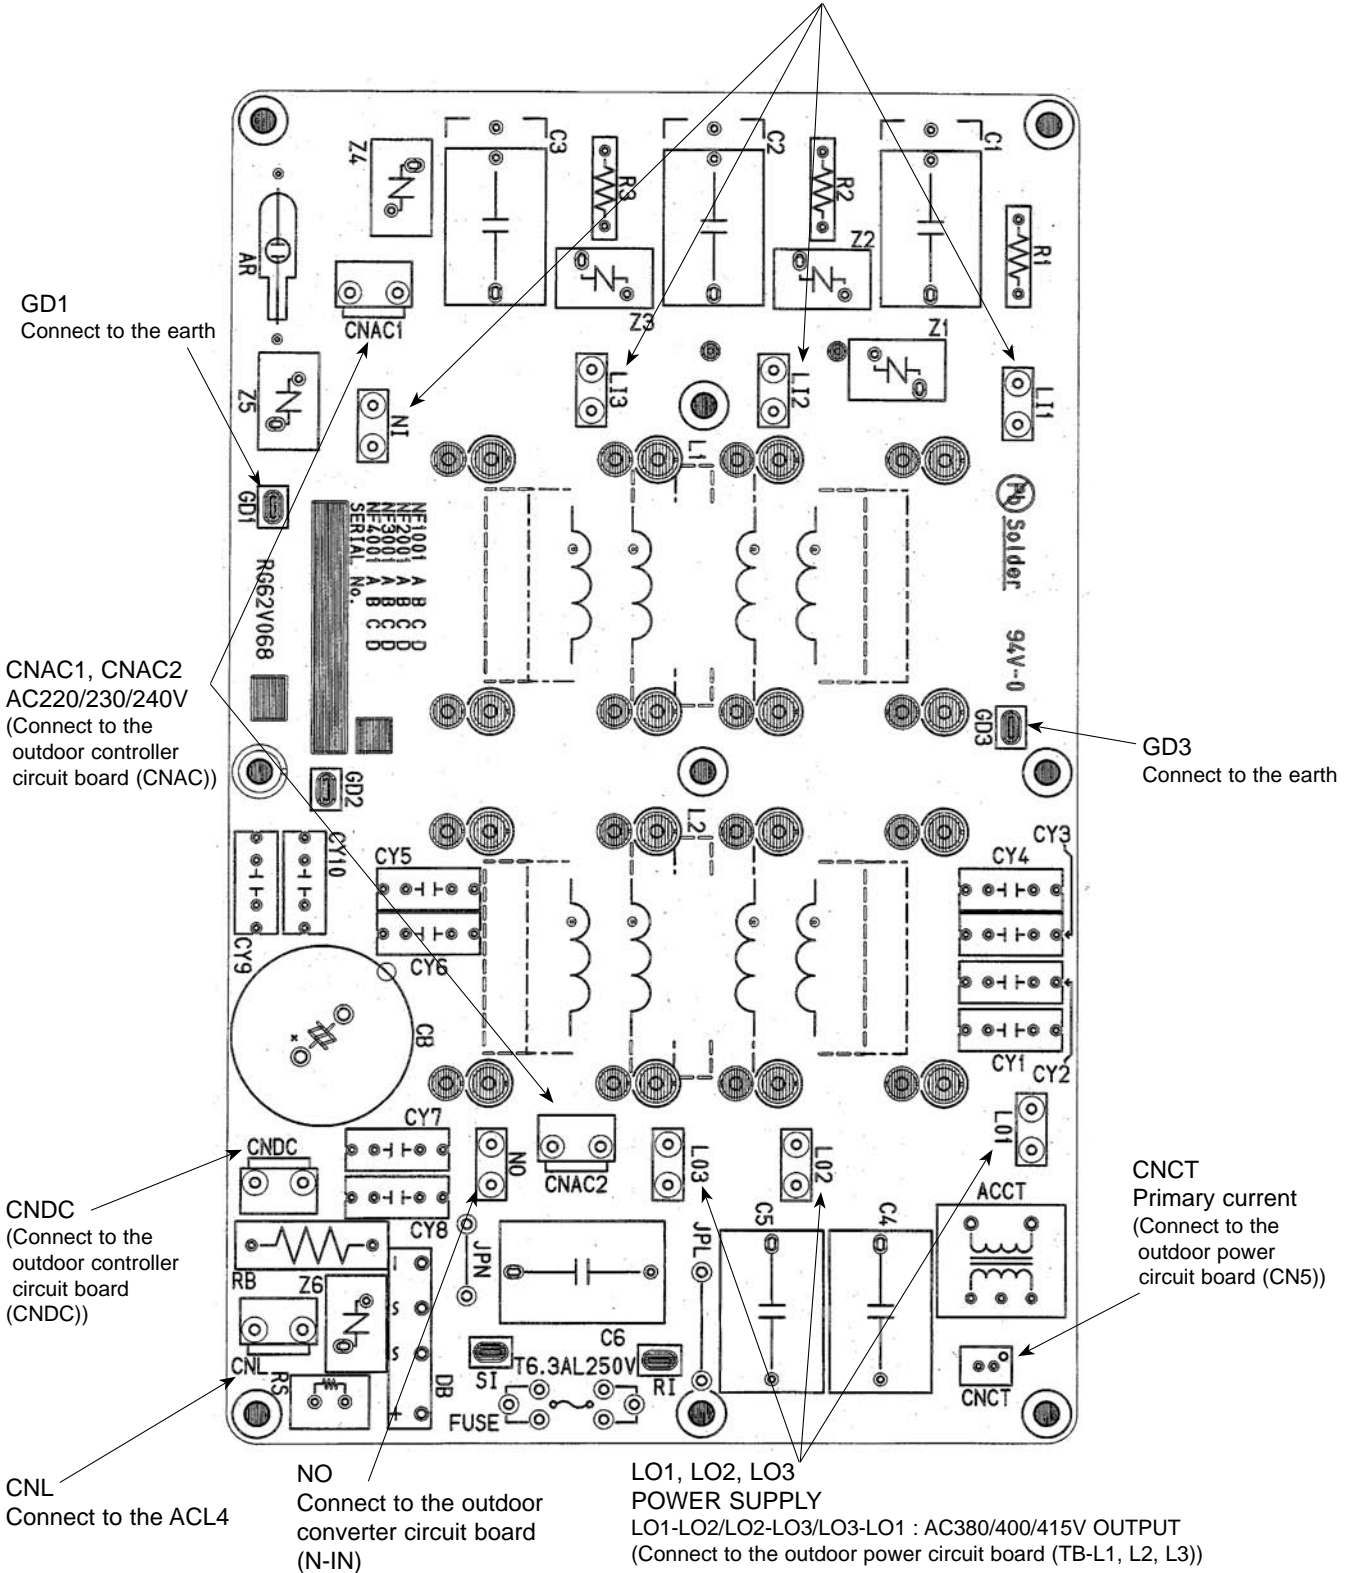 C3
C2
C1
Z4
R3
R2
R1
Z2
AR
CNAC1
Z3
Z1
GD1
Connect to the earth
Z5
NI
LI3
LI2
LI1
L1
GD1
NF1001 A B C D
NF2001 A B C D
NF3001 A B C D
NF4001 A B C D
SERIAL No.
Pb
Solder
RG62V068
94V-0
CNAC1, CNAC2
AC220/230/240V
(Connect to the
outdoor controller
circuit board (CNAC))
GD3
GD3
Connect to the earth
GD2
L2
CY10
CY5
CY3
CY4
CY9
CY6
CB
CY1
CY2
CY7
CNDC
NO
CNAC2
LO3
LO2
LO1
CNDC
(Connect to the
outdoor controller
circuit board
(CNDC))
CY8
JPN
JPL
C5
C4
ACCT
CNCT
Primary current
(Connect to the
outdoor power
circuit board (CN5))
RB
Z6
-
S
S
+
C6
CNL
RS
DB
SI
T6.3AL250V
RI
FUSE
CNCT
CNL
Connect to the ACL4
NO
Connect to the outdoor
converter circuit board
(N-IN)
LO1, LO2, LO3
POWER SUPPLY
LO1-LO2/LO2-LO3/LO3-LO1 : AC380/400/415V OUTPUT
(Connect to the outdoor power circuit board (TB-L1, L2, L3))